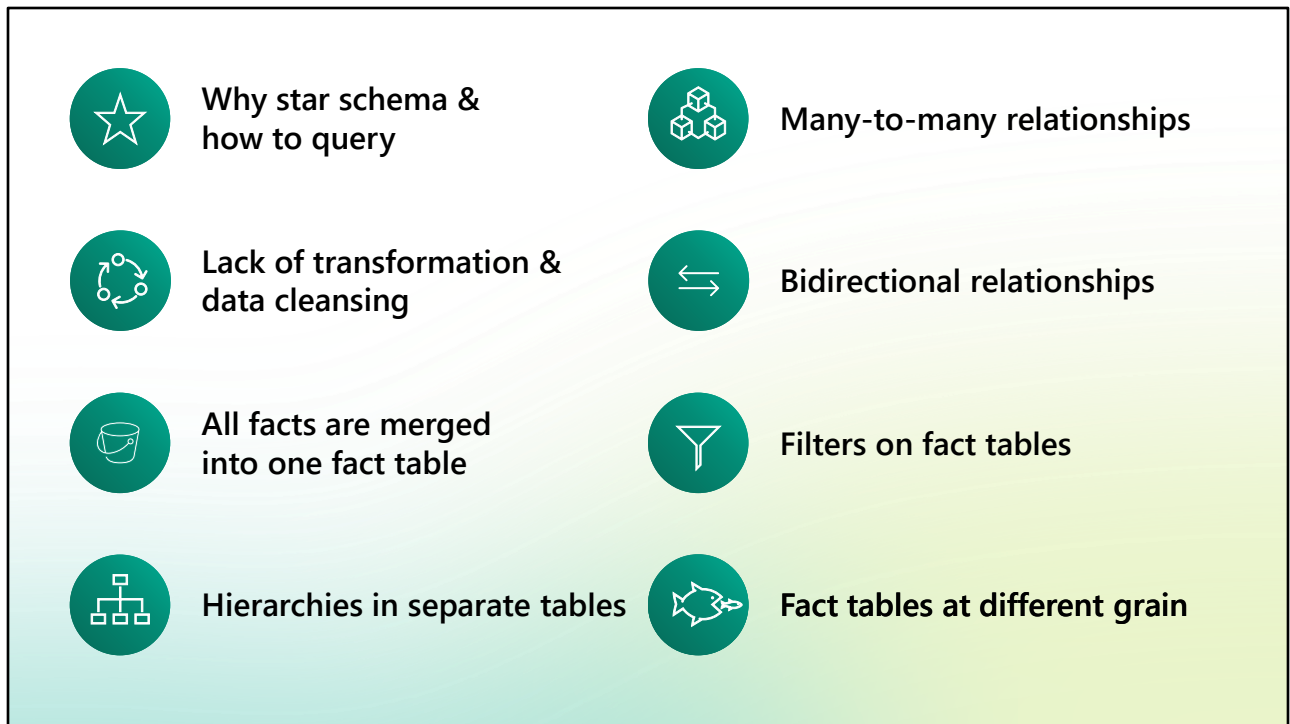 Why star schema &
how to query
Lack of transformation &
data cleansing
All facts are merged
into one fact table
Hierarchies in separate tables
Many-to-many relationships
Bidirectional relationships
Filters on fact tables
Fact tables at different grain